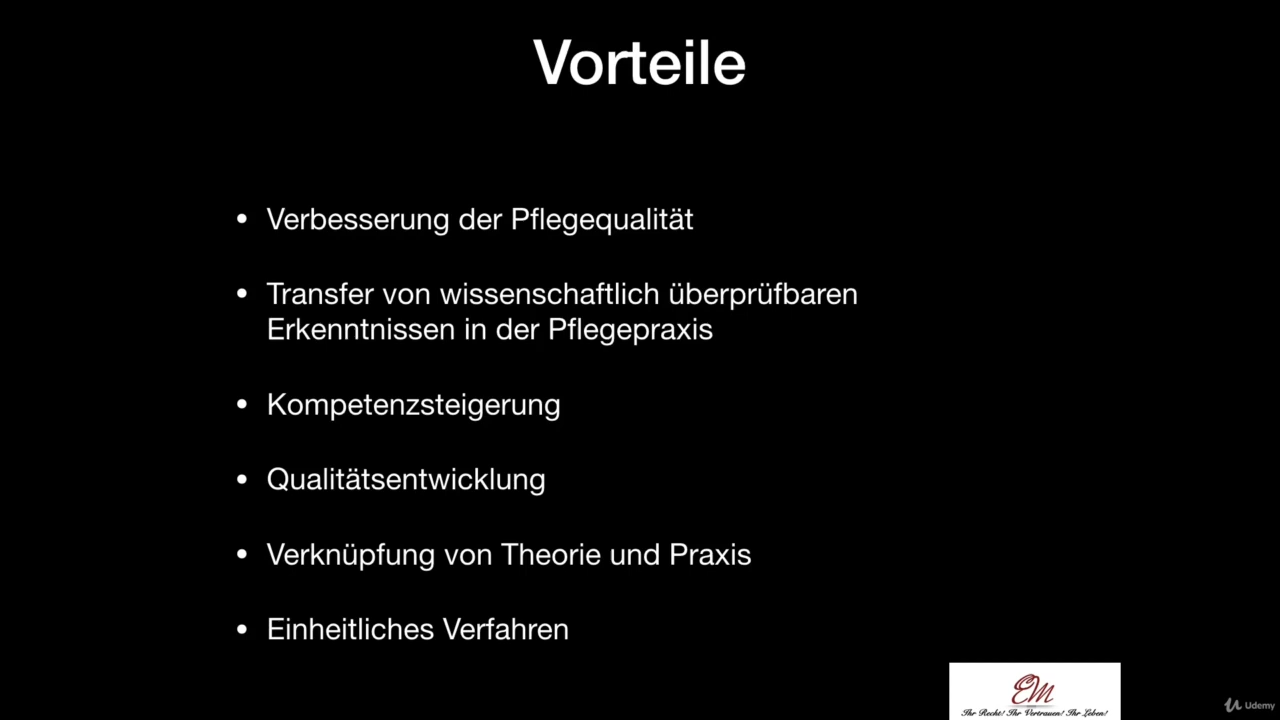 Vorteile
• Verbesserung der Pflegequalität
• Transfer von wissenschaftlich überprüfbaren
Erkenntnissen in der Pflegepraxis
• Kompetenzsteigerung
• Qualitätsentwicklung
• Verknüpfung von Theorie und Praxis
• Einheitliches Verfahren
EM
Ihr Recht! Ihr Vertrauen! Ihr Leben!
Udemy